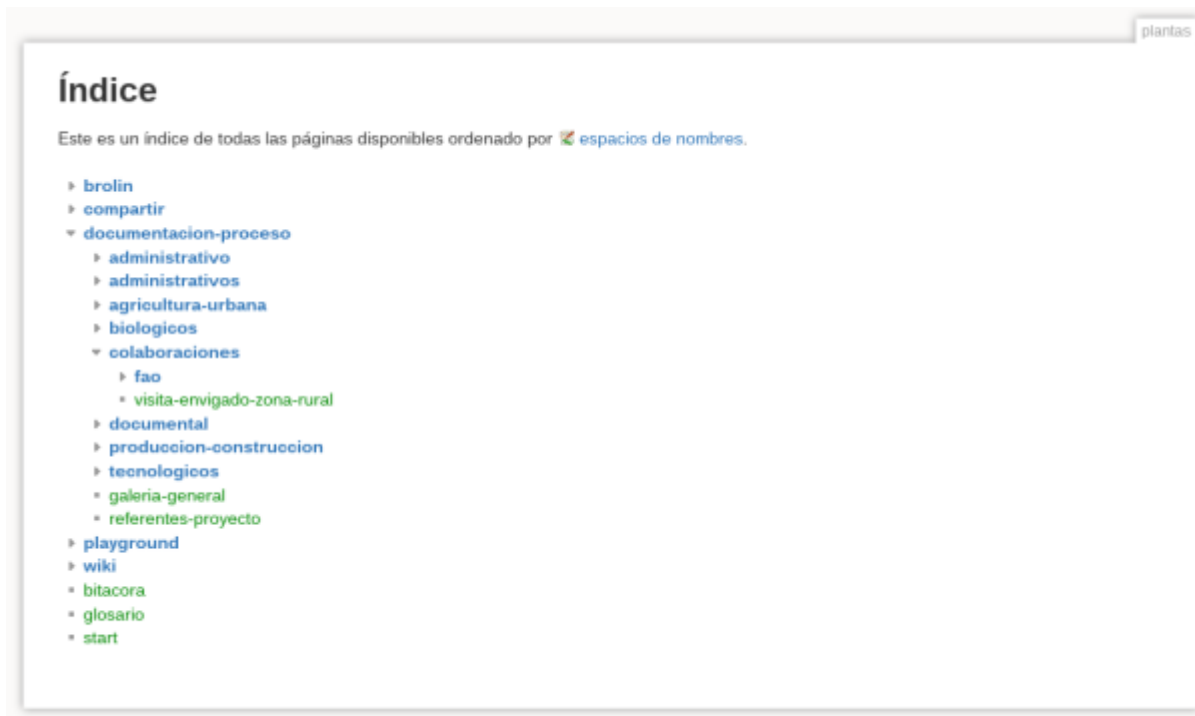 plantas
Índice
Este es un índice de todas las páginas disponibles ordenado por espacios de nombres.
brolin
compartir
documentacion-proceso
administrativo
administrativos
agricultura-urbana
biologicos
colaboraciones
fao
visita-envigado-zona-rural
documental
produccion-construccion
tecnologicos
galeria-general
referentes-proyecto
playground
wiki
bitacora
glosario
start